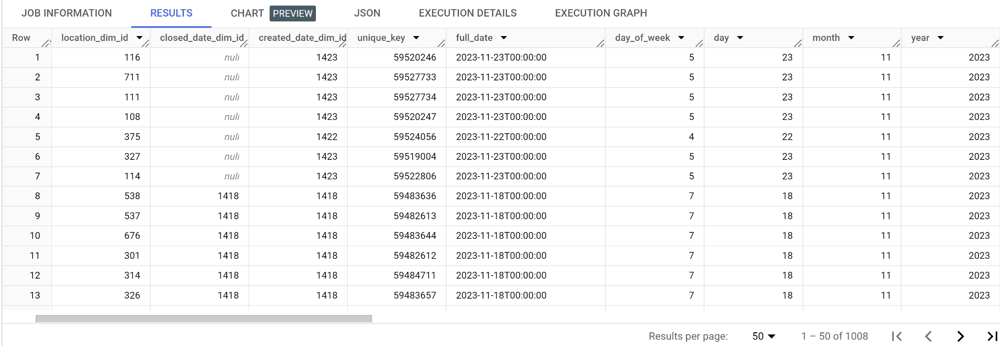 JOB INFORMATION RESULTS CHART PREVIEW JSON EXECUTION DETAILS EXECUTION GRAPH
Row location_dim_id closed_date_dim_id created_date_dim_id unique_key full_date day_of_week day month year
1 116 null 1423 59520246 2023-11-23T00:00:00 5 23 11 2023
2 711 null 1423 59527733 2023-11-23T00:00:00 5 23 11 2023
3 111 null 1423 59527734 2023-11-23T00:00:00 5 23 11 2023
4 108 null 1423 59520247 2023-11-23T00:00:00 5 23 11 2023
5 375 null 1422 59524056 2023-11-22T00:00:00 4 22 11 2023
6 327 null 1423 59519004 2023-11-23T00:00:00 5 23 11 2023
7 114 null 1423 59522806 2023-11-23T00:00:00 5 23 11 2023
8 538 1418 1418 59483636 2023-11-18T00:00:00 7 18 11 2023
9 537 1418 1418 59482613 2023-11-18T00:00:00 7 18 11 2023
10 676 1418 1418 59483644 2023-11-18T00:00:00 7 18 11 2023
11 301 1418 1418 59482612 2023-11-18T00:00:00 7 18 11 2023
12 314 1418 1418 59484711 2023-11-18T00:00:00 7 18 11 2023
13 326 1418 1418 59483657 2023-11-18T00:00:00 7 18 11 2023
Results per page: 50 1 – 50 of 1008